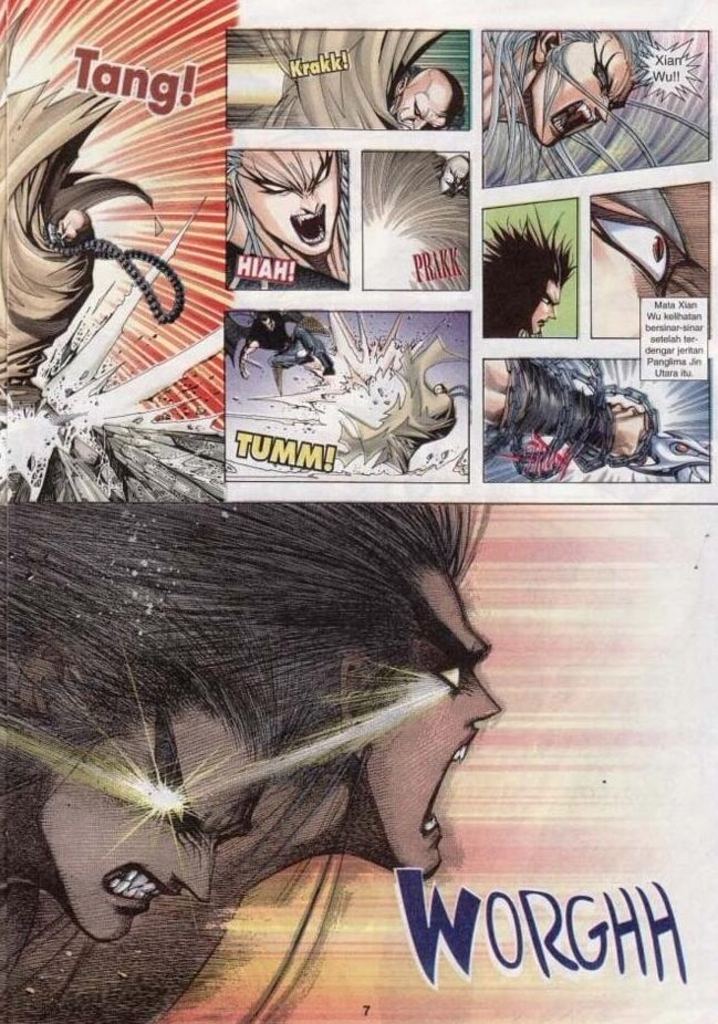 Tang!
Krakk!
HIAH!
PRAKK
TUMM!
Xian
Wu!!
Mata Xian
Wu kelihatan
bersinar-sinar
setelah ter-
dengar jeritan
Panglima Jin
Utara itu.
WORGHH
7